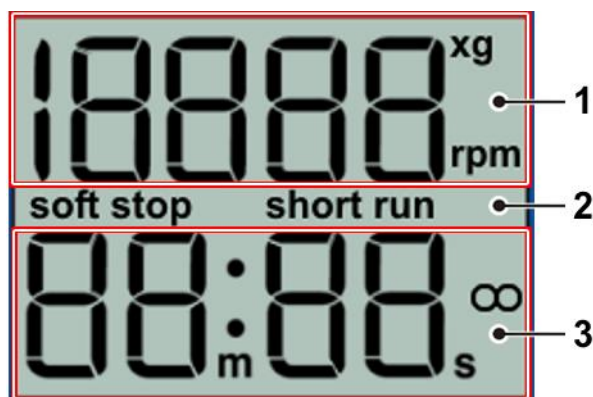 18888 xg
rpm
1
soft stop short run
2
88:88 ∞
m s
3